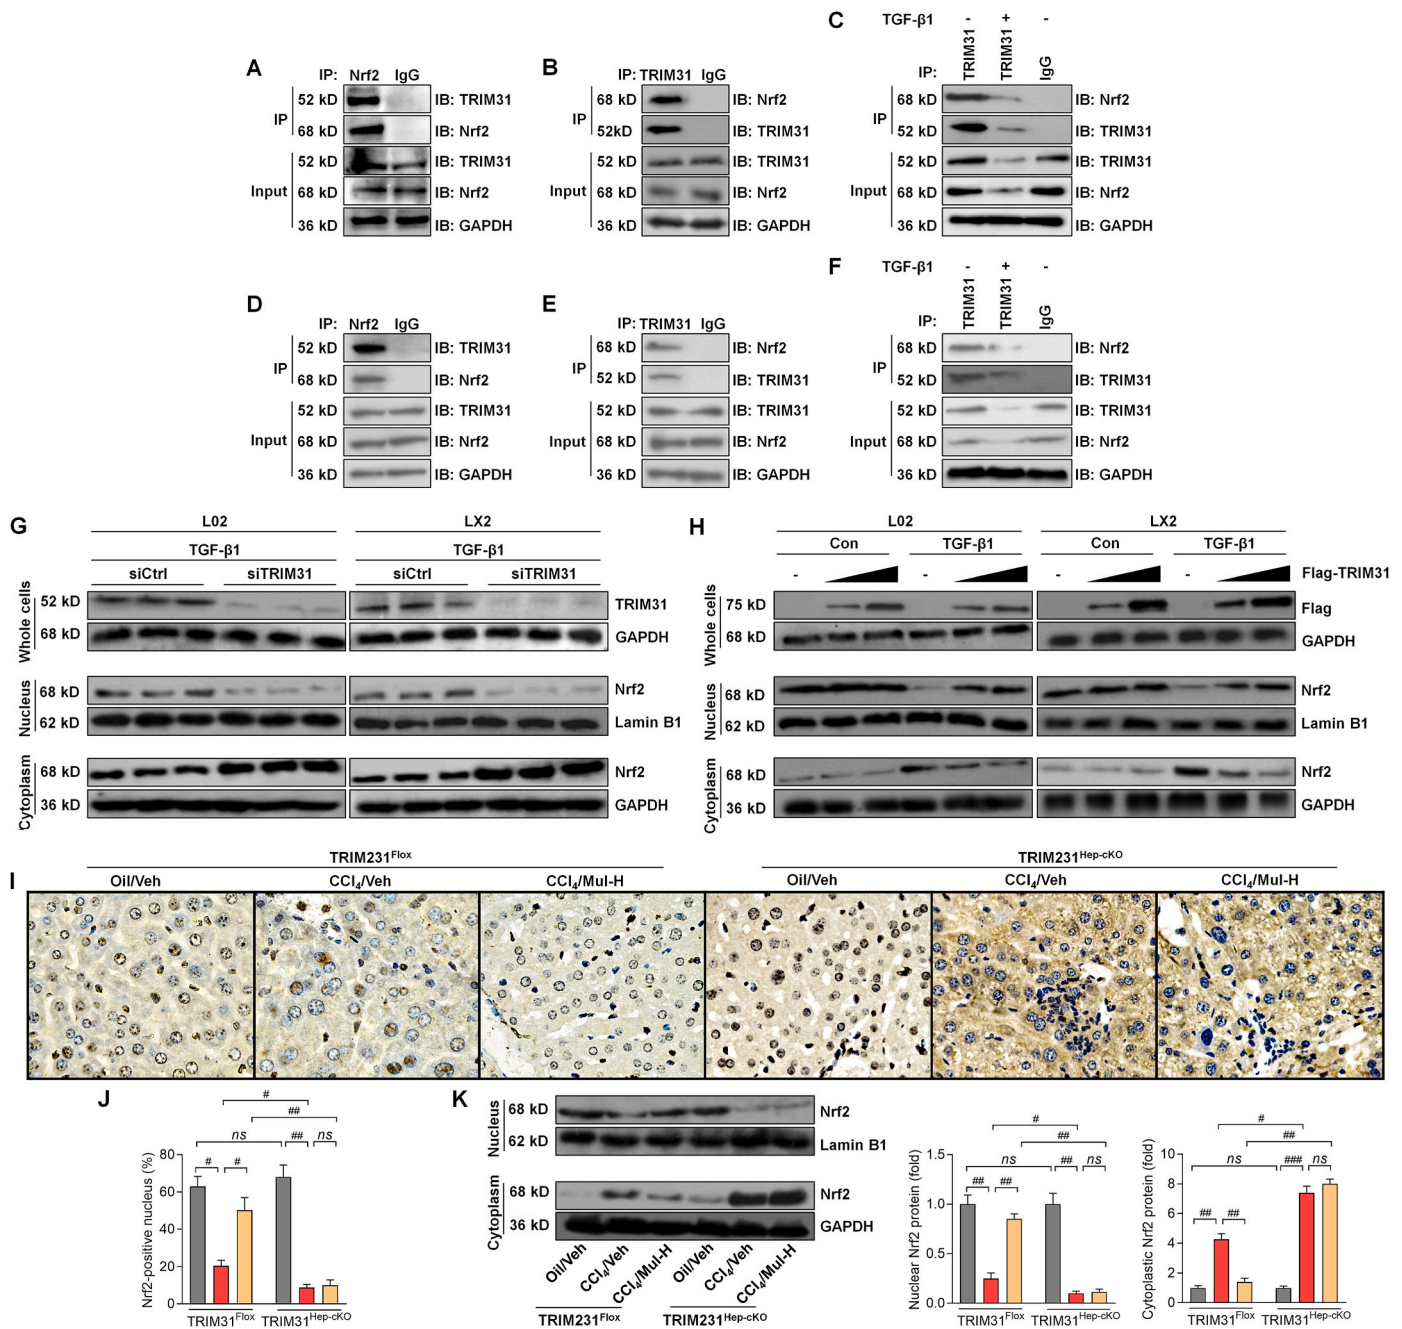 A
IP: Nrf2 IgG
IP
52 kD IB: TRIM31
68 kD IB: Nrf2
Input
52 kD IB: TRIM31
68 kD IB: Nrf2
36 kD IB: GAPDH
B
IP: TRIM31 IgG
IP
68 kD IB: Nrf2
52kD IB: TRIM31
Input
52 kD IB: TRIM31
68 kD IB: Nrf2
36 kD IB: GAPDH
C
TGF-β1 - + -
IP: TRIM31 TRIM31 IgG
IP
68 kD IB: Nrf2
52 kD IB: TRIM31
Input
52 kD IB: TRIM31
68 kD IB: Nrf2
36 kD IB: GAPDH
D
IP: Nrf2 IgG
IP
52 kD IB: TRIM31
68 kD IB: Nrf2
Input
52 kD IB: TRIM31
68 kD IB: Nrf2
36 kD IB: GAPDH
E
IP: TRIM31 IgG
IP
68 kD IB: Nrf2
52 kD IB: TRIM31
Input
52 kD IB: TRIM31
68 kD IB: Nrf2
36 kD IB: GAPDH
F
TGF-β1 - + -
IP: TRIM31 TRIM31 IgG
IP
68 kD IB: Nrf2
52 kD IB: TRIM31
Input
52 kD IB: TRIM31
68 kD IB: Nrf2
36 kD IB: GAPDH
G
L02 LX2
TGF-β1 TGF-β1
siCtrl siTRIM31 siCtrl siTRIM31
Whole cells
52 kD TRIM31
68 kD GAPDH
Nucleus
68 kD Nrf2
62 kD Lamin B1
Cytoplasm
68 kD Nrf2
36 kD GAPDH
H
L02 LX2
Con TGF-β1 Con TGF-β1
- - - - Flag-TRIM31
Whole cells
75 kD Flag
68 kD GAPDH
Nucleus
68 kD Nrf2
62 kD Lamin B1
Cytoplasm
68 kD Nrf2
36 kD GAPDH
I
TRIM231Flox TRIM231Hep-cKO
Oil/Veh CCl4/Veh CCl4/Mul-H Oil/Veh CCl4/Veh CCl4/Mul-H
J
Nrf2-positive nucleus (%)
80
60
40
20
0
#
##
ns ## ns
# #
TRIM31Flox TRIM31Hep-cKO
K
Nucleus
68 kD Nrf2
62 kD Lamin B1
Cytoplasm
68 kD Nrf2
36 kD GAPDH
Oil/Veh CCl4/Veh CCl4/Mul-H Oil/Veh CCl4/Veh CCl4/Mul-H
TRIM231Flox TRIM231Hep-cKO
Nuclear Nrf2 protein (fold)
1.5
1.0
0.5
0.0
#
##
ns ## ns
## ##
TRIM31Flox TRIM31Hep-cKO
Cytoplastic Nrf2 protein (fold)
10
8
6
4
2
0
#
##
ns ### ns
## ##
TRIM31Flox TRIM31Hep-cKO